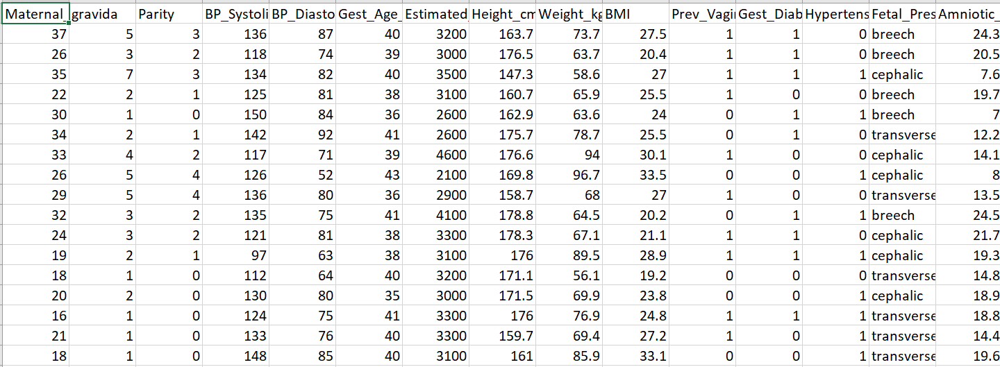 Maternal_ gravida Parity BP_Systoli BP_Diasto Gest_Age_ Estimated_ Height_cm Weight_kg BMI Prev_Vagin Gest_Diab Hypertens Fetal_Pres Amniotic_
37 5 3 136 87 40 3200 163.7 73.7 27.5 1 1 0 breech 24.3
26 3 2 118 74 39 3000 176.5 63.7 20.4 1 1 0 breech 20.5
35 7 3 134 82 40 3500 147.3 58.6 27 1 1 1 cephalic 7.6
22 2 1 125 81 38 3100 160.7 65.9 25.5 1 0 0 breech 19.7
30 1 0 150 84 36 2600 162.9 63.6 24 0 1 1 breech 7
34 2 1 142 92 41 2600 175.7 78.7 25.5 0 1 0 transverse 12.2
33 4 2 117 71 39 4600 176.6 94 30.1 1 0 0 cephalic 14.1
26 5 4 126 52 43 2100 169.8 96.7 33.5 0 0 1 cephalic 8
29 5 4 136 80 36 2900 158.7 68 27 1 0 0 transverse 13.5
32 3 2 135 75 41 4100 178.8 64.5 20.2 0 1 1 breech 24.5
24 3 2 121 81 38 3300 178.3 67.1 21.1 1 1 0 cephalic 21.7
19 2 1 97 63 38 3100 176 89.5 28.9 1 1 1 cephalic 19.3
18 1 0 112 64 40 3200 171.1 56.1 19.2 0 0 0 transverse 14.8
20 2 0 130 80 35 3000 171.5 69.9 23.8 0 0 1 cephalic 18.9
16 1 0 124 75 41 3300 176 76.9 24.8 1 1 1 transverse 18.8
21 1 0 133 76 40 3300 159.7 69.4 27.2 1 0 1 transverse 14.4
18 1 0 148 85 40 3100 161 85.9 33.1 0 0 1 transverse 19.6